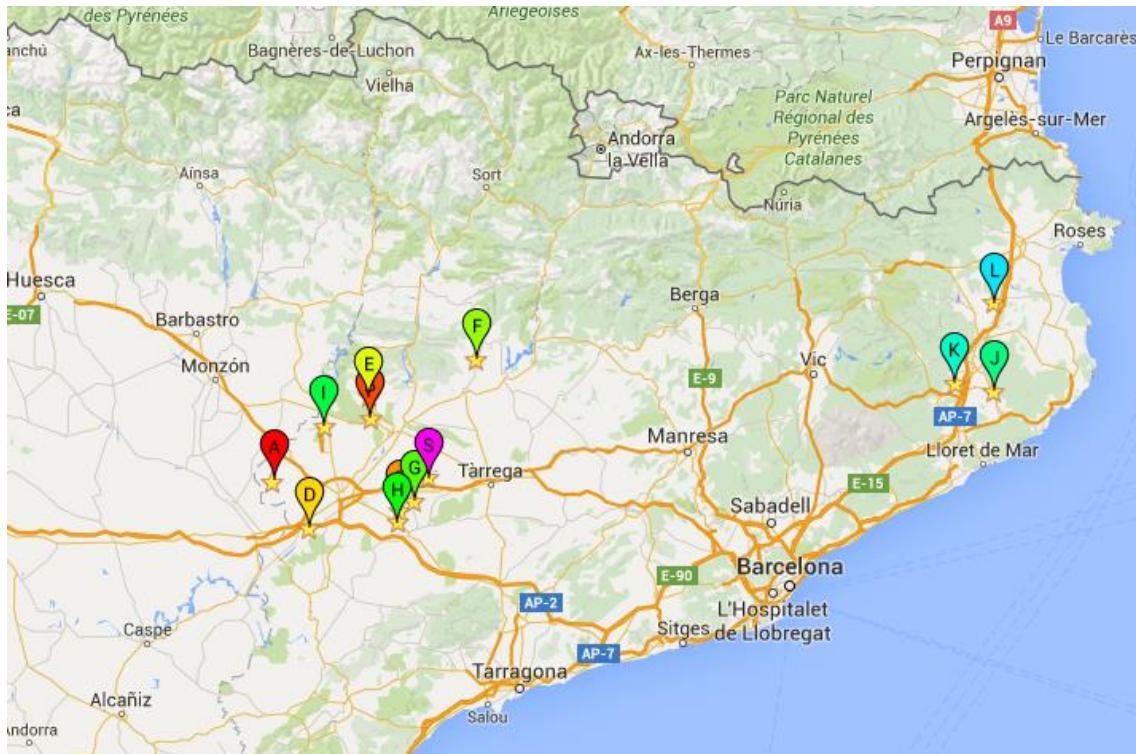 des Pyrénées
Ariégeoises
A9
Le Barcarès
Bagnères-de-Luchon
Ax-les-Thermes
Perpignan
Vielha
Parc Naturel
Régional des
Pyrénées
Catalanes
Argelès-sur-Mer
Andorra
la Vella
Aínsa
Sort
Núria
Roses
Huesca
E-07
Berga
L
Barbastro
F
Monzón
E
K
J
Vic
E-9
I
AP-7
A
S
Manresa
Lloret de Mar
G
Tàrrega
E-15
D
H
Sabadell
Barcelona
E-90
AP-2
L'Hospitalet
de Llobregat
Caspe
Sitges
AP-7
Tarragona
Alcañiz
Salou